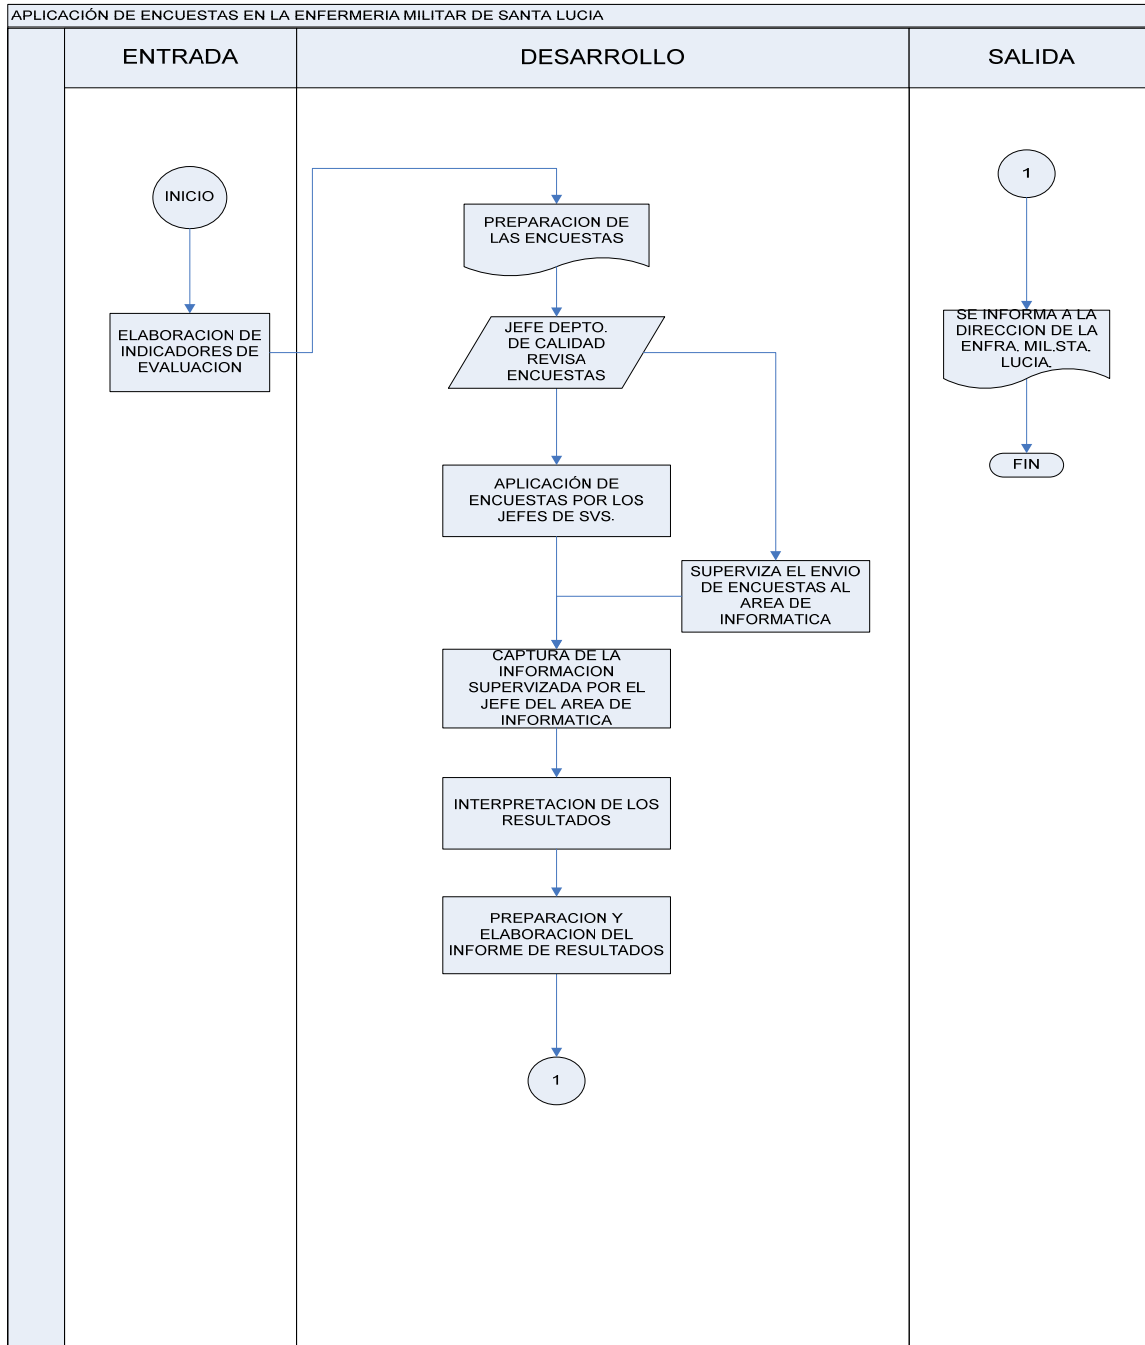 APLICACIÓN DE ENCUESTAS EN LA ENFERMERIA MILITAR DE SANTA LUCIA
ENTRADA
DESARROLLO
SALIDA
INICIO
ELABORACION DE
INDICADORES DE
EVALUACION
PREPARACION DE
LAS ENCUESTAS
JEFE DEPTO.
DE CALIDAD
REVISA
ENCUESTAS
APLICACIÓN DE
ENCUESTAS POR LOS
JEFES DE SVS.
SUPERVIZA EL ENVIO
DE ENCUESTAS AL
AREA DE
INFORMATICA
CAPTURA DE LA
INFORMACION
SUPERVIZADA POR EL
JEFE DEL AREA DE
INFORMATICA
INTERPRETACION DE LOS
RESULTADOS
PREPARACION Y
ELABORACION DEL
INFORME DE RESULTADOS
1
1
SE INFORMA A LA
DIRECCION DE LA
ENFRA. MIL.STA.
LUCIA.
FIN